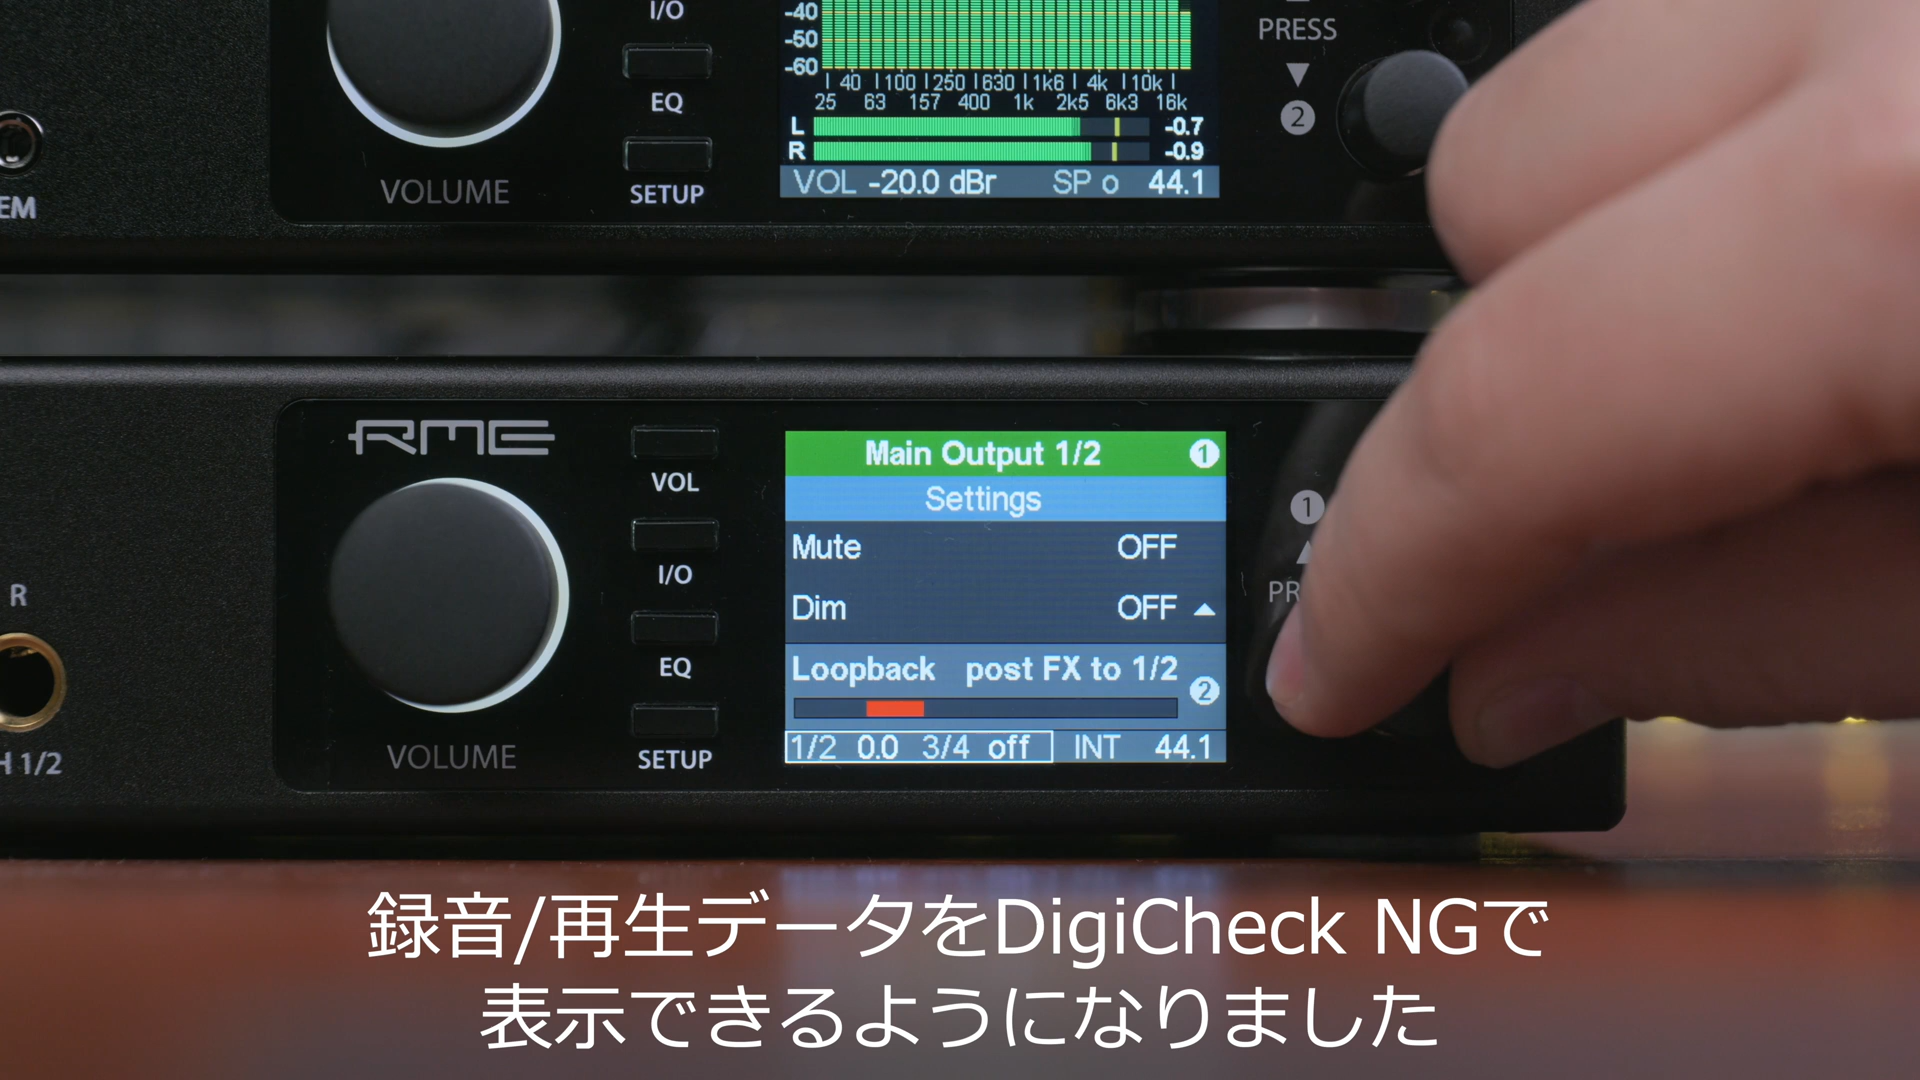 I/O
EQ
SETUP
VOLUME
EM
-40
-50
-60
40 100 250 630 1k6 4k 10k
25 63 157 400 1k 2k5 6k3 16k
L -0.7
R -0.9
VOL -20.0 dBr SP o 44.1
PRESS
2
RME
VOL
I/O
EQ
SETUP
VOLUME
R
H 1/2
Main Output 1/2 1
Settings
Mute OFF
Dim OFF
Loopback post FX to 1/2
2
1/2 0.0 3/4 off INT 44.1
1
PR
録音/再生データをDigiCheck NGで
表示できるようになりました